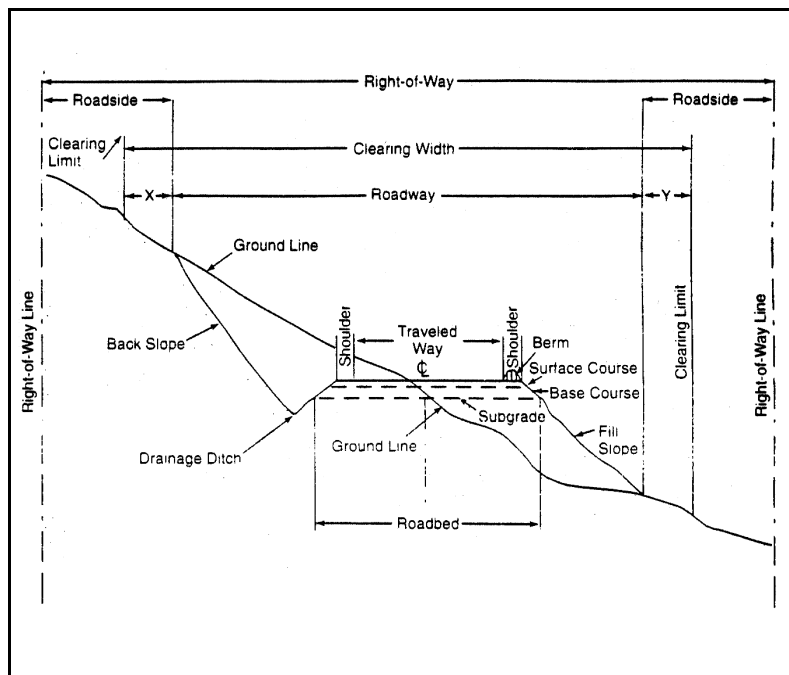 Right-of-Way
Roadside
Roadside
Clearing
Limit
Clearing Width
X
Roadway
Y
Ground Line
Right-of-Way Line
Back Slope
Shoulder
Traveled
Way
℄
Shoulder
Berm
Surface Course
Base Course
Clearing Limit
Right-of-Way Line
Subgrade
Ground Line
Fill
Slope
Drainage Ditch
Roadbed